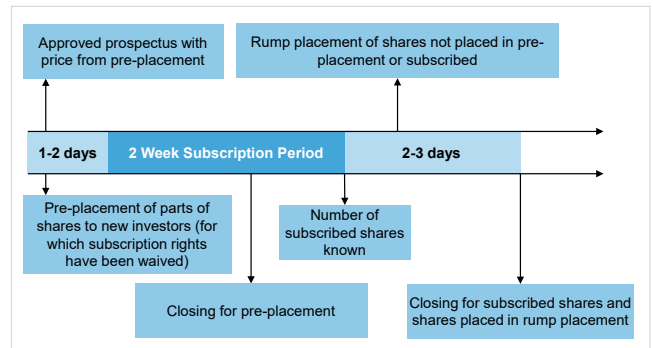 Approved prospectus with
price from pre-placement
Rump placement of shares not placed in pre-
placement or subscribed
1-2 days
2 Week Subscription Period
2-3 days
Pre-placement of parts of
shares to new investors (for
which subscription rights
have been waived)
Number of
subscribed shares
known
Closing for pre-placement
Closing for subscribed shares and
shares placed in rump placement